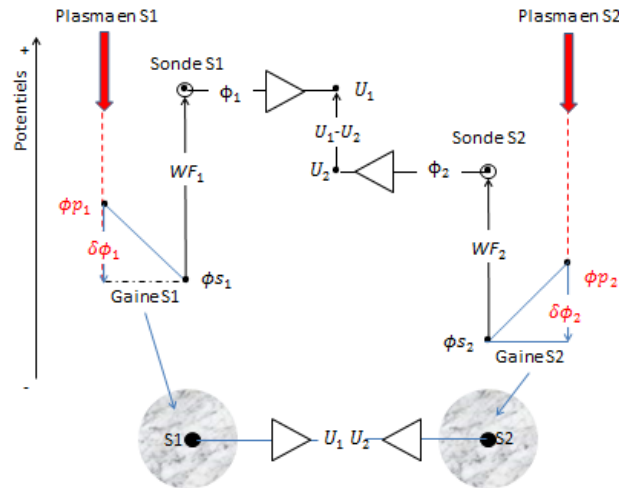 Plasma en S1
Plasma en S2
+
Potentiels
-
Sonde S1
ϕ₁
U₁
U₁-U₂
Sonde S2
U₂
ϕ₂
WF₁
WF₂
ϕp₁
δϕ₁
ϕs₁
Gaine S1
ϕp₂
δϕ₂
ϕs₂
Gaine S2
S1
U₁ U₂
S2